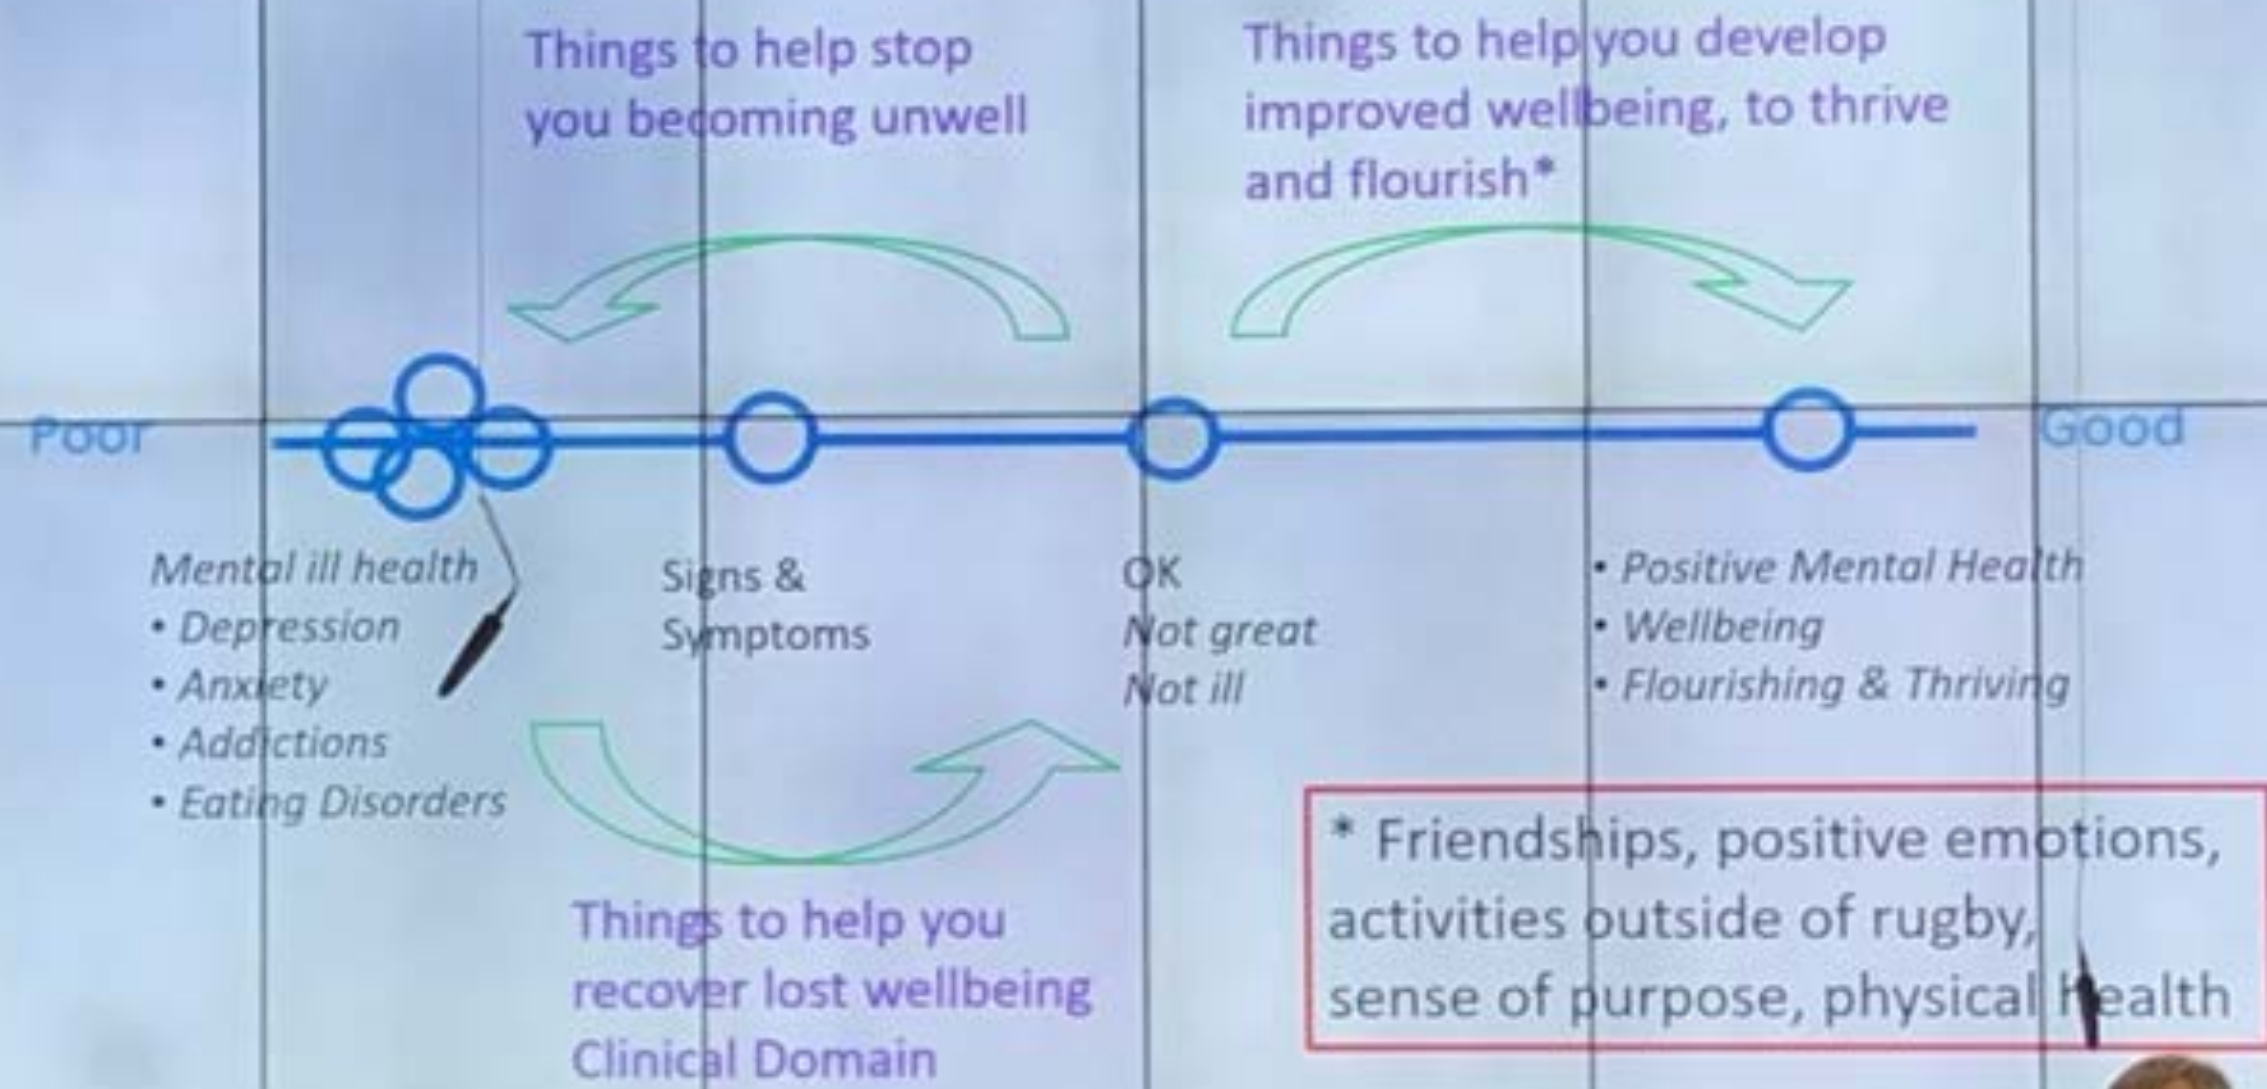 Things to help stop
you becoming unwell
Things to help you develop
improved wellbeing, to thrive
and flourish*
Poor
Good
Mental ill health
• Depression
• Anxiety
• Addictions
• Eating Disorders
Signs &
Symptoms
OK
Not great
Not ill
• Positive Mental Health
• Wellbeing
• Flourishing & Thriving
Things to help you
recover lost wellbeing
Clinical Domain
* Friendships, positive emotions,
activities outside of rugby,
sense of purpose, physical health